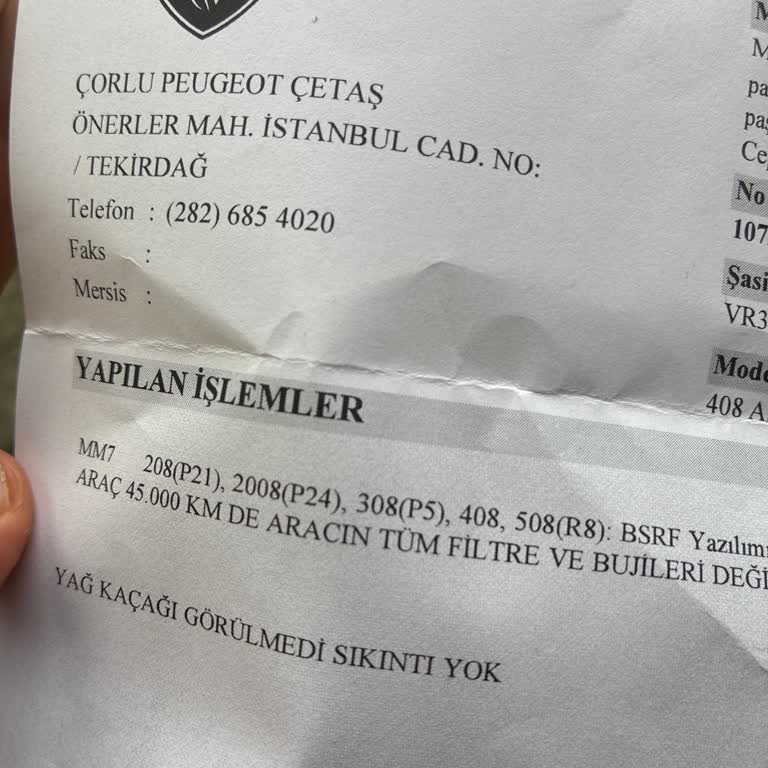 ÇORLU PEUGEOT ÇETAŞ
ÖNERLER MAH. İSTANBUL CAD. NO:
/ TEKİRDAĞ
Telefon : (282) 685 4020
Faks :
Mersis :
No
107
Şasi
VR3
408 A
YAPILAN İŞLEMLER
MM7 208(P21), 2008(P24), 308(P5), 408, 508(R8): BSRF Yazılım
ARAÇ 45.000 KM DE ARACIN TÜM FİLTRE VE BUJİLERİ DEĞİ
YAĞ KAÇAĞI GÖRÜLMEDİ SIKINTI YOK